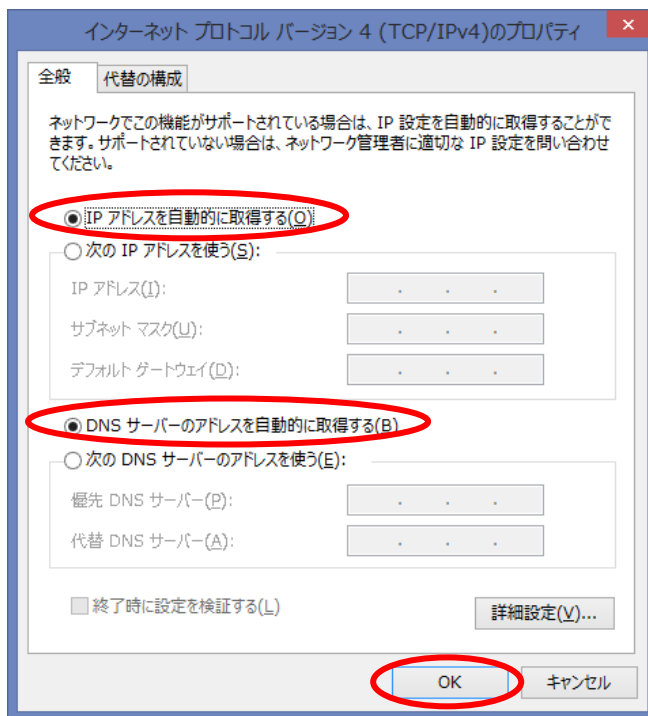 インターネット プロトコル バージョン 4 (TCP/IPv4)のプロパティ
×
全般
代替の構成
ネットワークでこの機能がサポートされている場合は、IP 設定を自動的に取得することがで
きます。サポートされていない場合は、ネットワーク管理者に適切な IP 設定を問い合わせ
てください。
IP アドレスを自動的に取得する(O)
次の IP アドレスを使う(S):
IP アドレス(I):
サブネット マスク(U):
デフォルト ゲートウェイ(D):
DNS サーバーのアドレスを自動的に取得する(B)
次の DNS サーバーのアドレスを使う(E):
優先 DNS サーバー(P):
代替 DNS サーバー(A):
終了時に設定を検証する(L)
詳細設定(V)...
OK
キャンセル